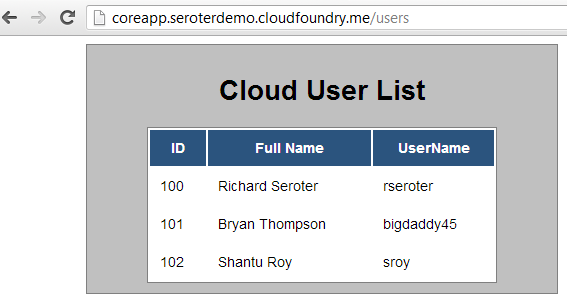 coreapp.seroterdemo.cloudfoundry.me/users
Cloud User List
ID Full Name UserName
100 Richard Seroter rseroter
101 Bryan Thompson bigdaddy45
102 Shantu Roy sroy